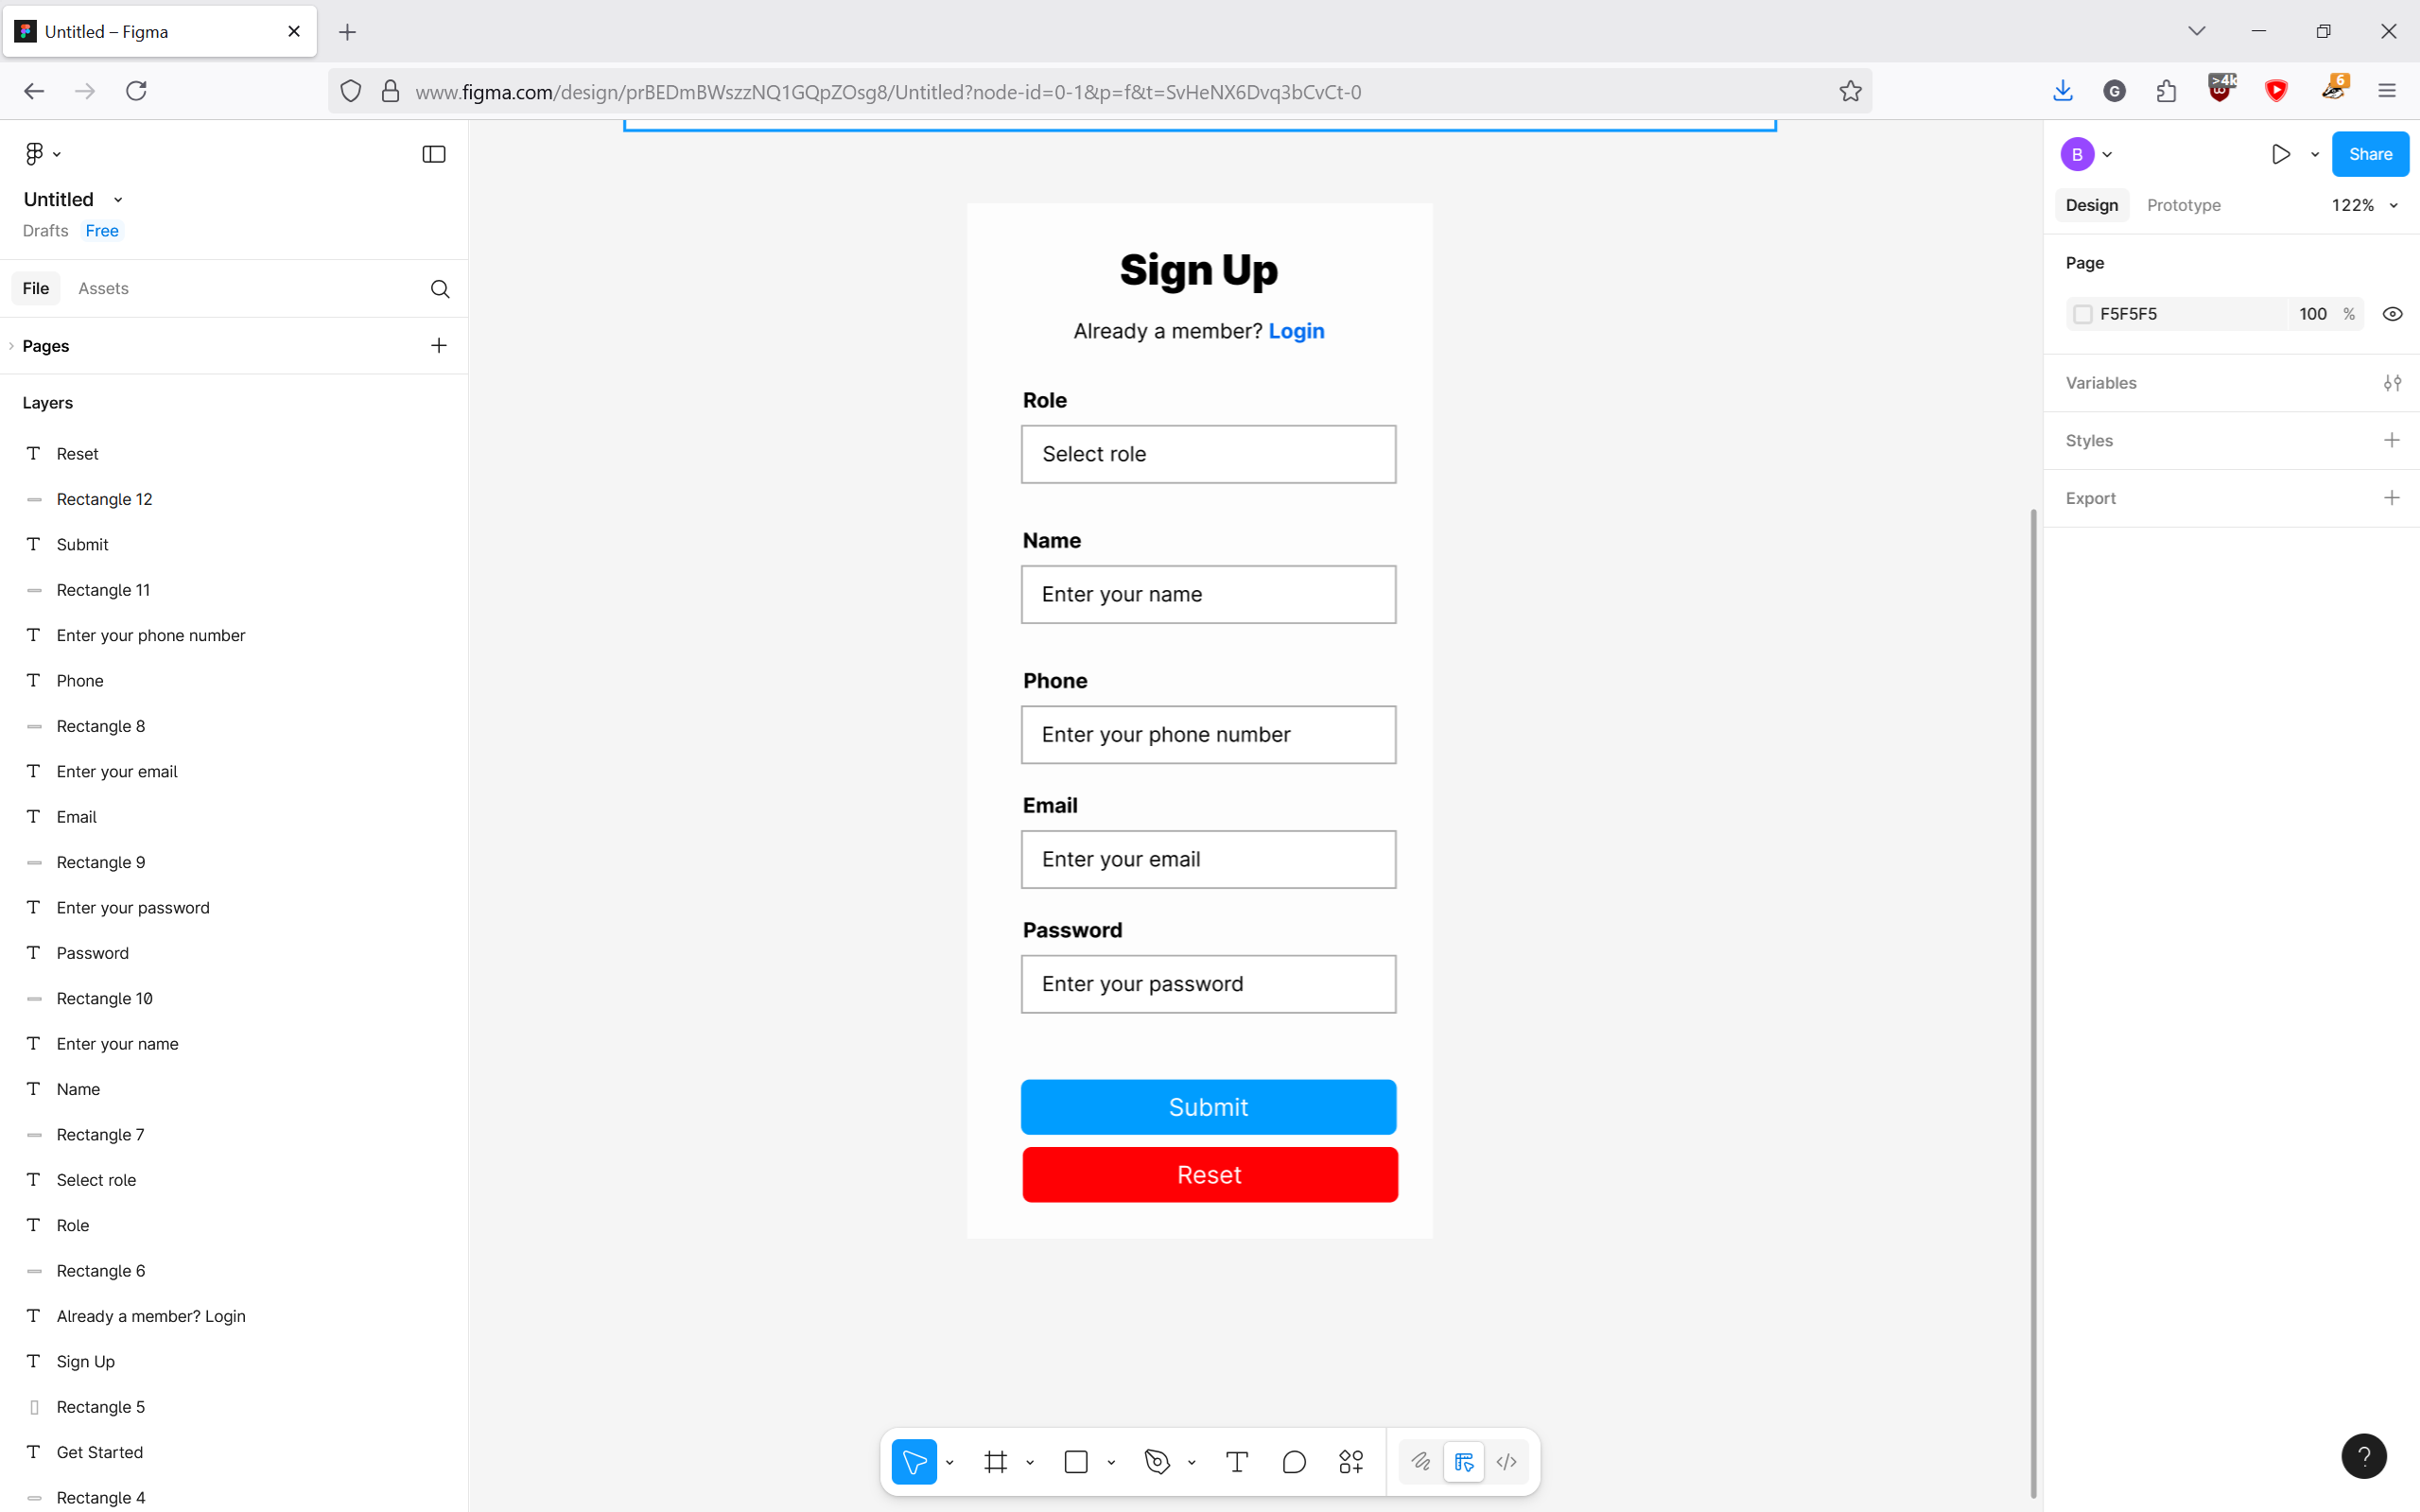 Untitled – Figma
www.figma.com/design/prBEDmBWszzNQ1GQpZOsg8/Untitled?node-id=0-1&p=f&t=SvHeNX6Dvq3bCvCt-0
G
>4k
6
Untitled
Drafts Free
File Assets
Pages
Layers
Reset
Rectangle 12
Submit
Rectangle 11
Enter your phone number
Phone
Rectangle 8
Enter your email
Email
Rectangle 9
Enter your password
Password
Rectangle 10
Enter your name
Name
Rectangle 7
Select role
Role
Rectangle 6
Already a member? Login
Sign Up
Rectangle 5
Get Started
Rectangle 4
Sign Up
Already a member? Login
Role
Select role
Name
Enter your name
Phone
Enter your phone number
Email
Enter your email
Password
Enter your password
Submit
Reset
B
Share
Design Prototype 122%
Page
F5F5F5 100 %
Variables
Styles
Export
?